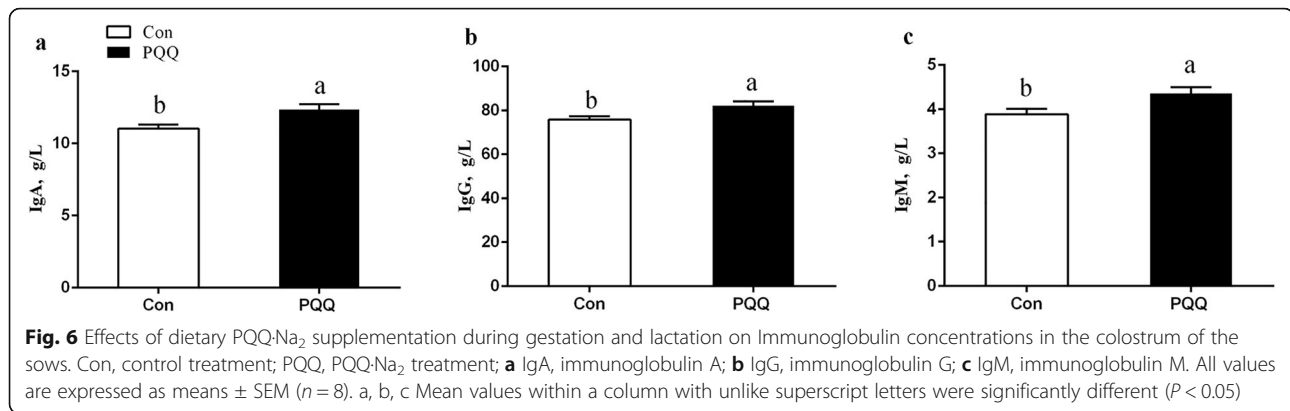 a
Con
PQQ
15
10
5
0
IgA, g/L
b
a
Con
PQQ
b
100
80
60
40
20
0
IgG, g/L
b
a
Con
PQQ
c
5
4
3
2
1
0
IgM, g/L
b
a
Con
PQQ
Fig. 6 Effects of dietary PQQ·Na₂ supplementation during gestation and lactation on Immunoglobulin concentrations in the colostrum of the
sows. Con, control treatment; PQQ, PQQ·Na₂ treatment; a IgA, immunoglobulin A; b IgG, immunoglobulin G; c IgM, immunoglobulin M. All values
are expressed as means ± SEM (n = 8). a, b, c Mean values within a column with unlike superscript letters were significantly different (P < 0.05)